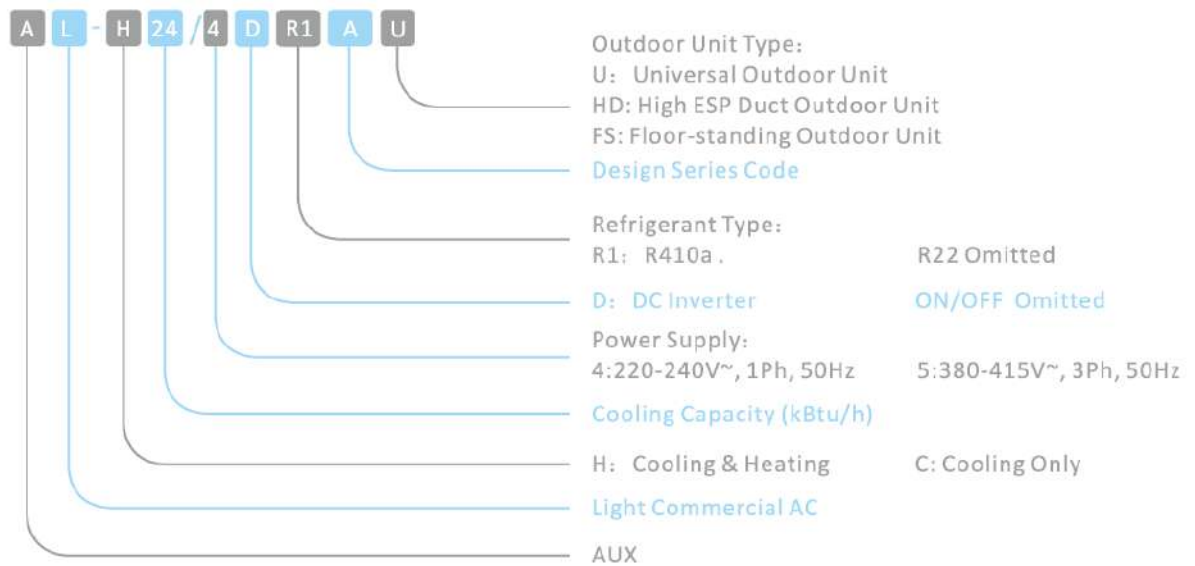 A L - H 24 / 4 D R1 A U
Outdoor Unit Type:
U: Universal Outdoor Unit
HD: High ESP Duct Outdoor Unit
FS: Floor-standing Outdoor Unit
Design Series Code
Refrigerant Type:
R1: R410a. R22 Omitted
D: DC Inverter ON/OFF Omitted
Power Supply:
4:220-240V~, 1Ph, 50Hz 5:380-415V~, 3Ph, 50Hz
Cooling Capacity (kBtu/h)
H: Cooling & Heating C: Cooling Only
Light Commercial AC
AUX